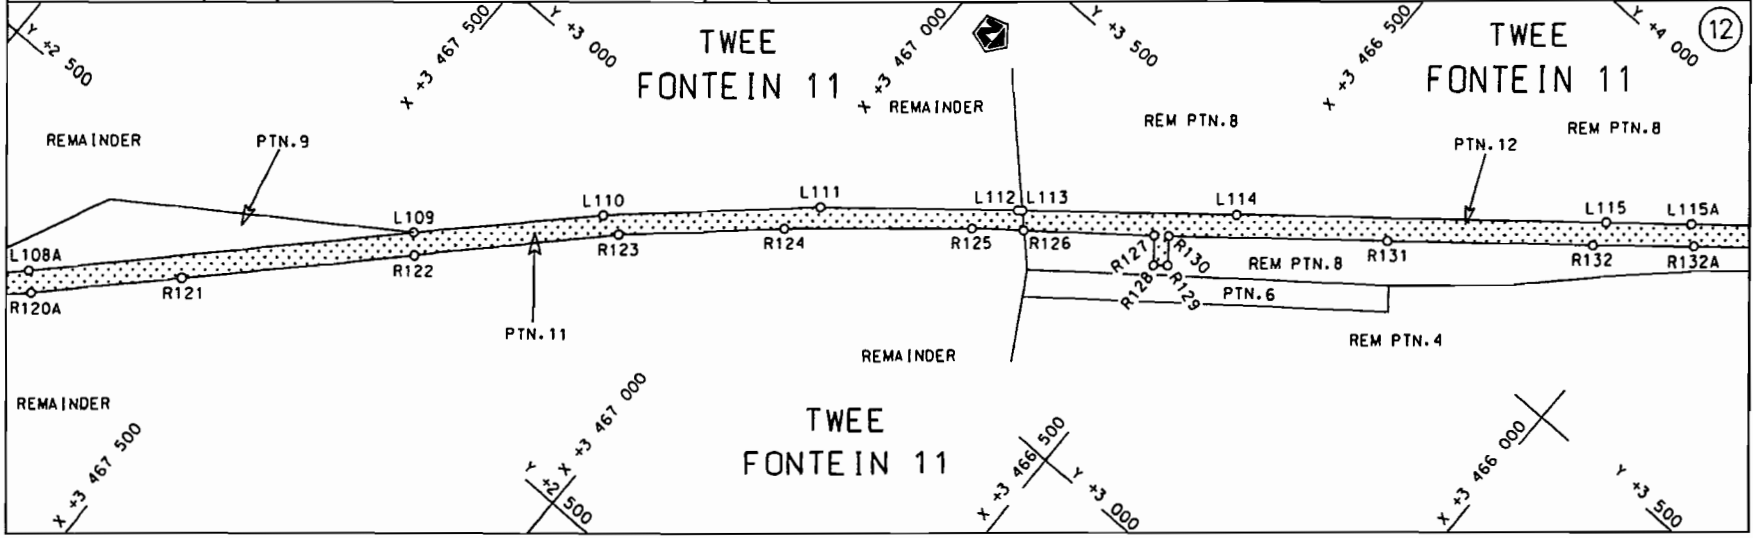 Y +2 500
X +3 467 500
Y +3 000
TWEE
FONTEIN 11
X +3 467 000
N
Y +3 500
X +3 466 500
TWEE
FONTEIN 11
Y +4 000
12
REMAINDER
PTN.9
REMAINDER
REM PTN.8
PTN.12
REM PTN.8
L108A
L109
L110
L111
L112
L113
L114
L115
L115A
R120A
R121
R122
R123
R124
R125
R126
R127
R130
R128
R129
REM PTN.8
R131
R132
R132A
PTN.6
PTN.11
REMAINDER
REM PTN.4
REMAINDER
X +3 467 500
Y +2 500
X +3 467 000
TWEE
FONTEIN 11
X +3 466 500
Y +3 000
X +3 466 000
Y +3 500